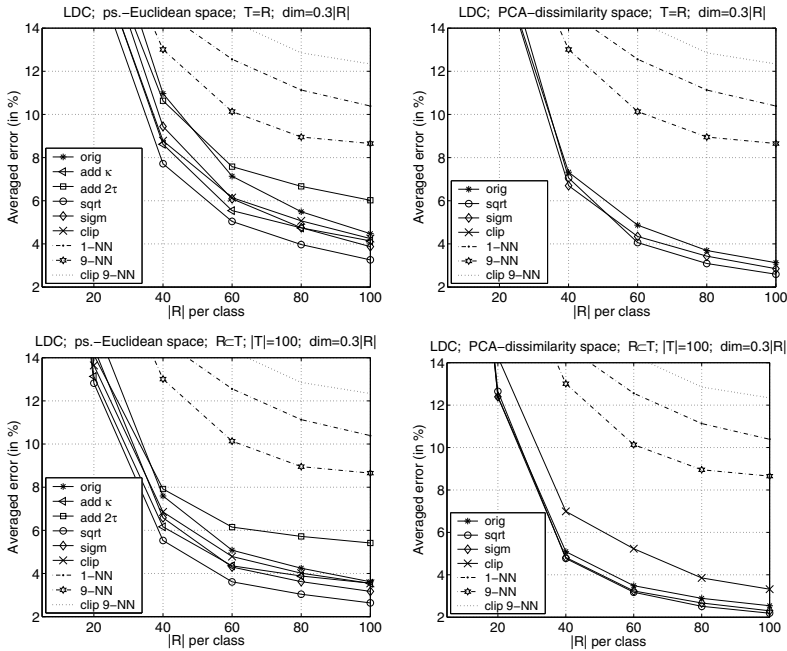 LDC; ps.−Euclidean space; T=R; dim=0.3|R|
14
12
10
8
6
4
2
Averaged error (in %)
orig
add κ
add 2τ
sqrt
sigm
clip
1−NN
9−NN
clip 9−NN
20 40 60 80 100
|R| per class
LDC; PCA−dissimilarity space; T=R; dim=0.3|R|
14
12
10
8
6
4
2
Averaged error (in %)
orig
sqrt
sigm
clip
1−NN
9−NN
clip 9−NN
20 40 60 80 100
|R| per class
LDC; ps.−Euclidean space; R⊂T; |T|=100; dim=0.3|R|
14
12
10
8
6
4
2
Averaged error (in %)
orig
add κ
add 2τ
sqrt
sigm
clip
1−NN
9−NN
clip 9−NN
20 40 60 80 100
|R| per class
LDC; PCA−dissimilarity space; R⊂T; |T|=100; dim=0.3|R|
14
12
10
8
6
4
2
Averaged error (in %)
orig
sqrt
sigm
clip
1−NN
9−NN
clip 9−NN
20 40 60 80 100
|R| per class